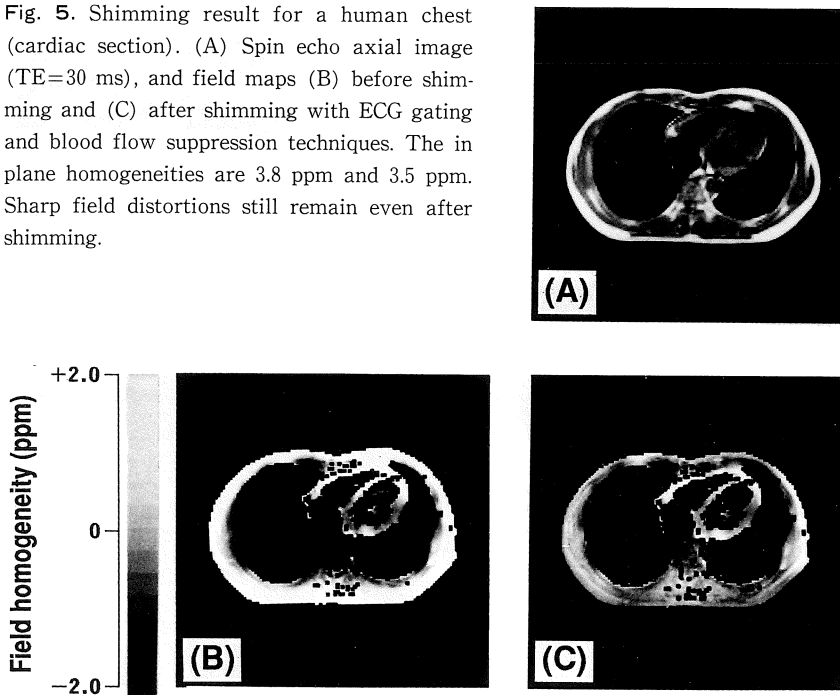 Fig. 5. Shimming result for a human chest
(cardiac section). (A) Spin echo axial image
(TE=30 ms), and field maps (B) before shim-
ming and (C) after shimming with ECG gating
and blood flow suppression techniques. The in
plane homogeneities are 3.8 ppm and 3.5 ppm.
Sharp field distortions still remain even after
shimming.
(A)
Field homogeneity (ppm)
+2.0
0
−2.0
(B)
(C)